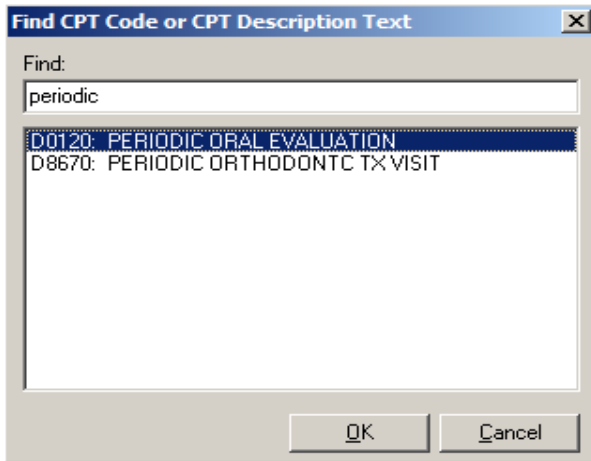 Find CPT Code or CPT Description Text
Find:
periodic
D0120: PERIODIC ORAL EVALUATION
D8670: PERIODIC ORTHODONTC TX VISIT
OK
Cancel